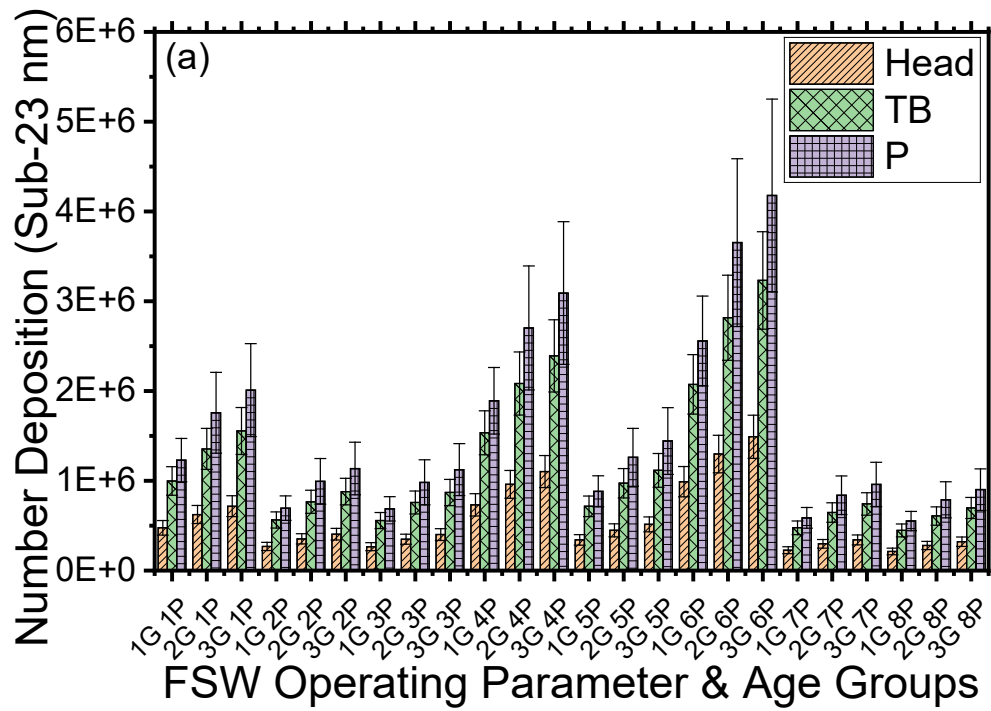 (a)
Head
TB
P
Number Deposition (Sub-23 nm)
6E+6
5E+6
4E+6
3E+6
2E+6
1E+6
0E+0
1G 1P
2G 1P
3G 1P
1G 2P
2G 2P
3G 2P
1G 3P
2G 3P
3G 3P
1G 4P
2G 4P
3G 4P
1G 5P
2G 5P
3G 5P
1G 6P
2G 6P
3G 6P
1G 7P
2G 7P
3G 7P
1G 8P
2G 8P
3G 8P
FSW Operating Parameter & Age Groups